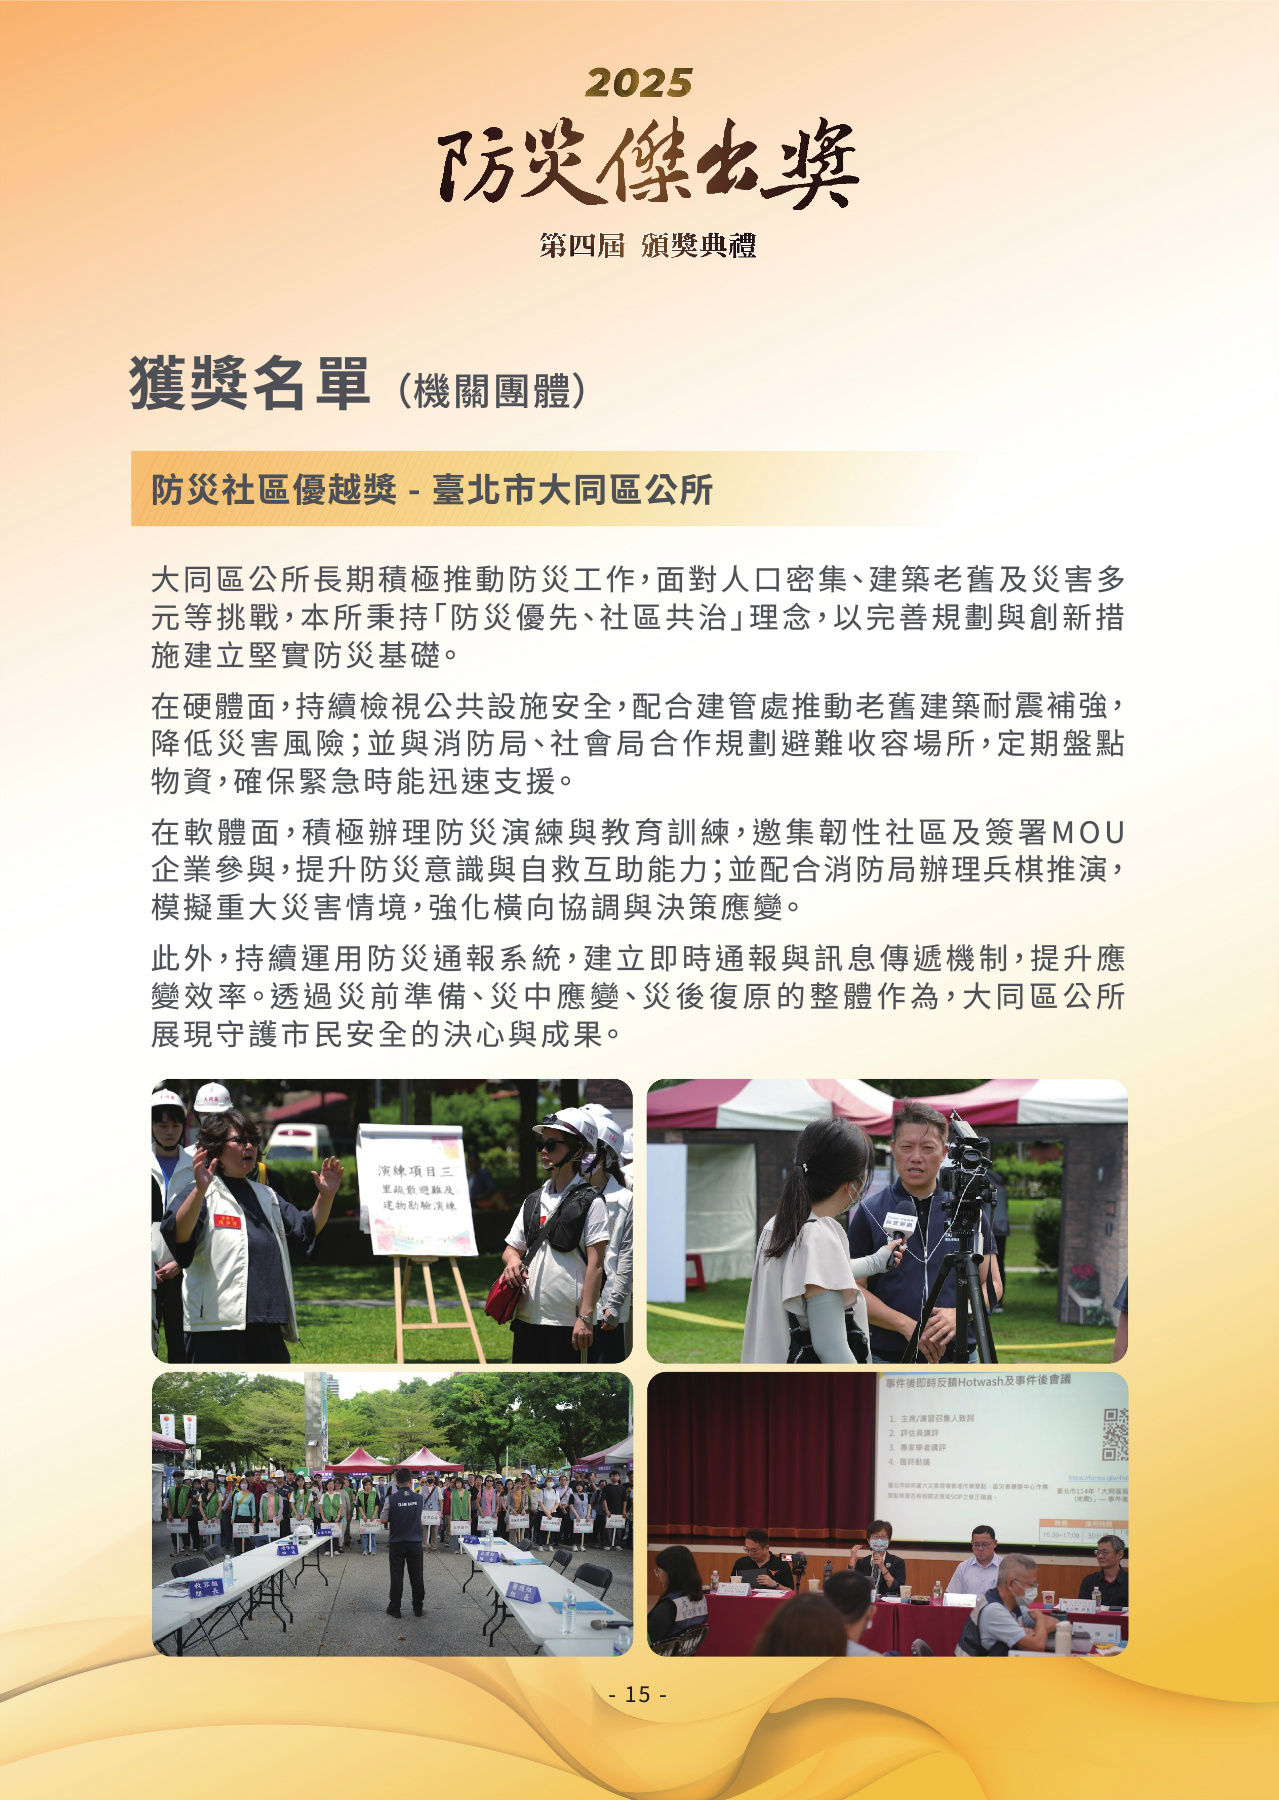 2025
防災傑出獎
第四屆 頒獎典禮
獲獎名單（機關團體）
防災社區優越獎 - 臺北市大同區公所
大同區公所長期積極推動防災工作，面對人口密集、建築老舊及災害多
元等挑戰，本所秉持「防災優先、社區共治」理念，以完善規劃與創新措
施建立堅實防災基礎。
在硬體面，持續檢視公共設施安全，配合建管處推動老舊建築耐震補強，
降低災害風險；並與消防局、社會局合作規劃避難收容場所，定期盤點
物資，確保緊急時能迅速支援。
在軟體面，積極辦理防災演練與教育訓練，邀集韌性社區及簽署MOU
企業參與，提升防災意識與自救互助能力；並配合消防局辦理兵棋推演，
模擬重大災害情境，強化橫向協調與決策應變。
此外，持續運用防災通報系統，建立即時通報與訊息傳遞機制，提升應
變效率。透過災前準備、災中應變、災後復原的整體作為，大同區公所
展現守護市民安全的決心與成果。
演練項目三
里疏散避難及
建物勘驗演練
收容組
組長
事件後即時反饋Hotwash及事件後會議
1. 主席/演習召集人致詞
2. 評估員講評
3. 專家學者講評
4. 臨時動議
- 15 -